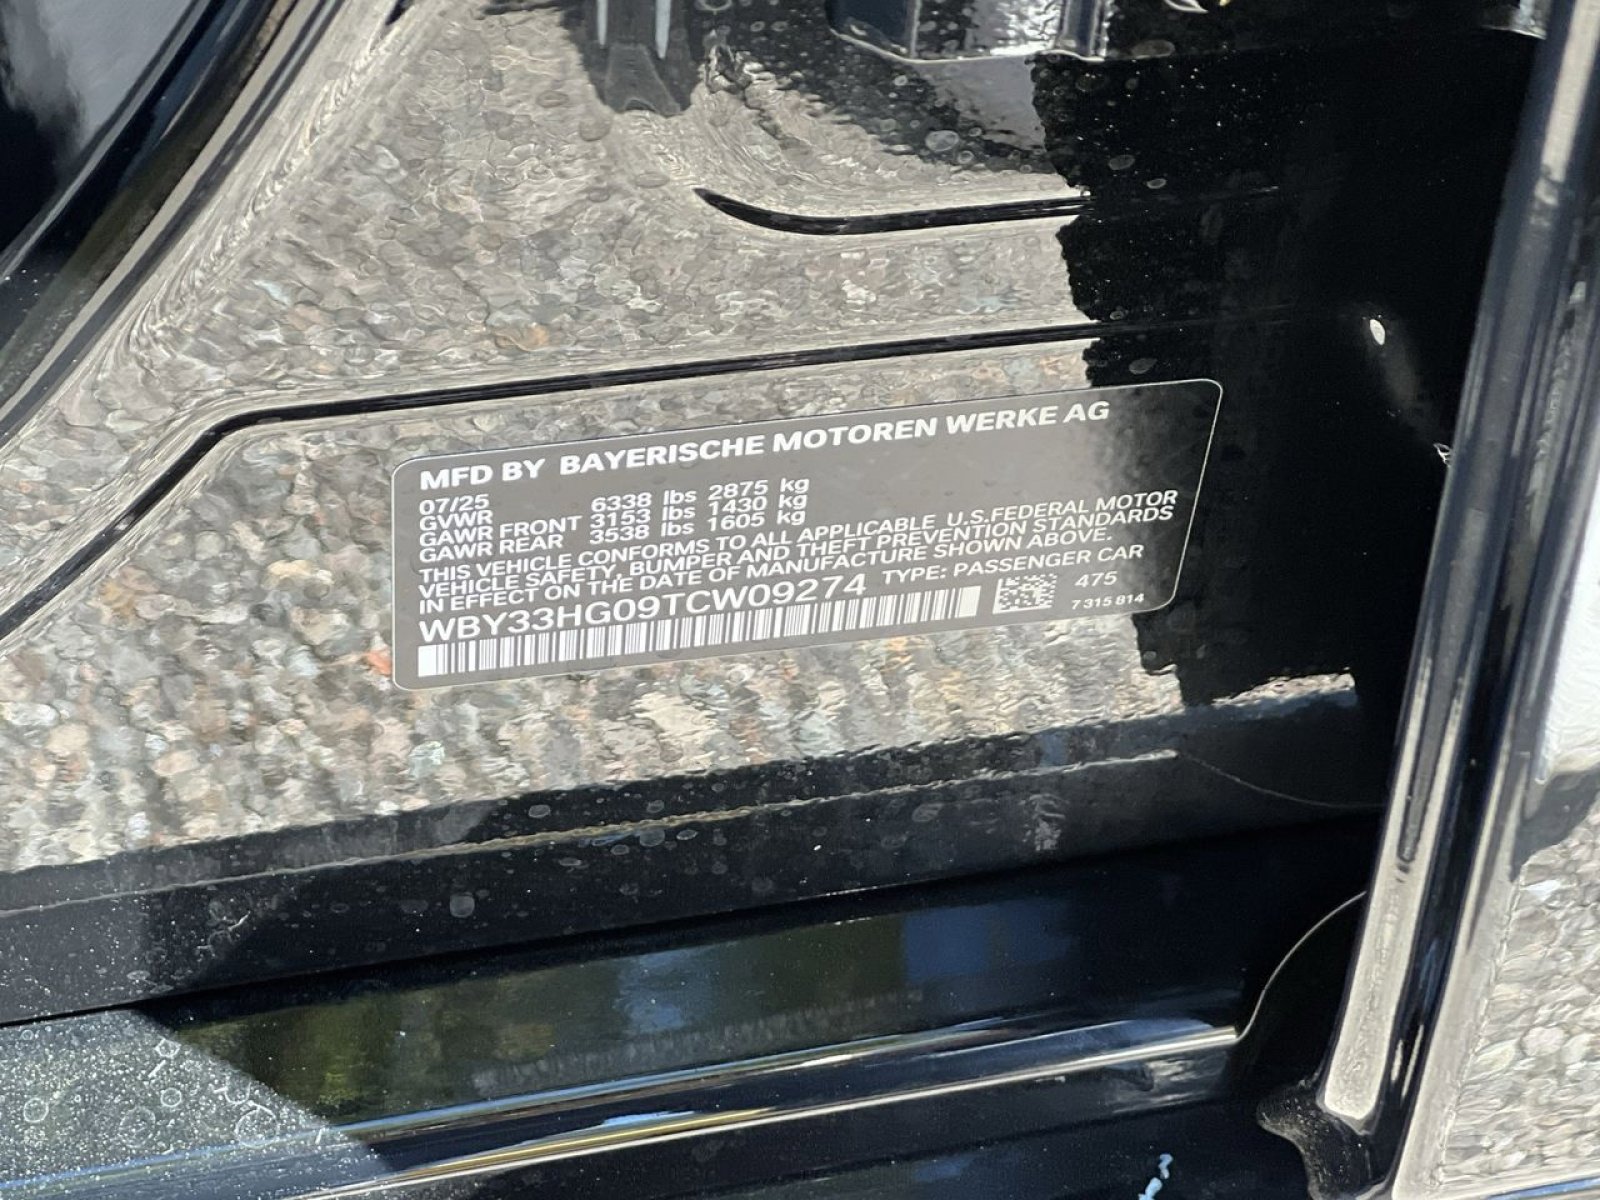 MFD BY BAYERISCHE MOTOREN WERKE AG
07/25
GVWR 6338 lbs 2875 kg
GAWR FRONT 3153 lbs 1430 kg
GAWR REAR 3538 lbs 1605 kg
THIS VEHICLE CONFORMS TO ALL APPLICABLE U.S.FEDERAL MOTOR
VEHICLE SAFETY, BUMPER AND THEFT PREVENTION STANDARDS
IN EFFECT ON THE DATE OF MANUFACTURE SHOWN ABOVE.
WBY33HG09TCW09274 TYPE: PASSENGER CAR
475
7 315 814